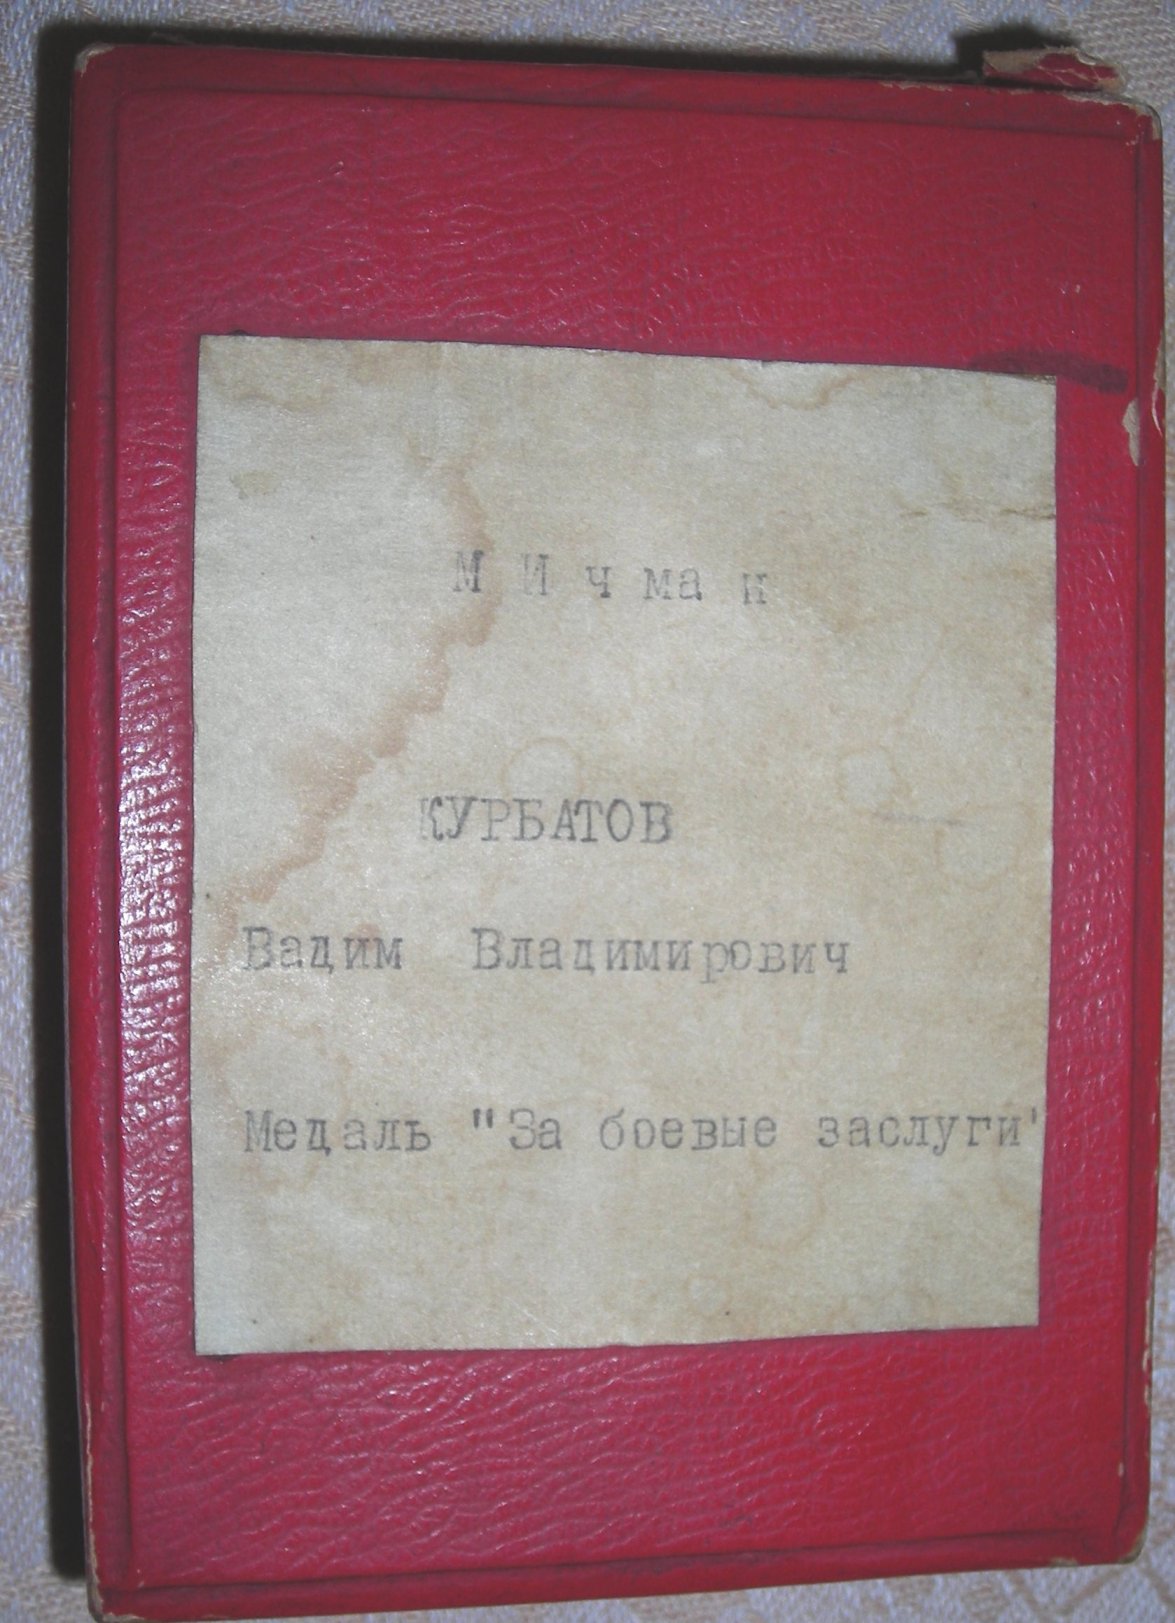 М И ч ма н
КУРБАТОВ
Вадим Владимирович
Медаль "За боевые заслуги"